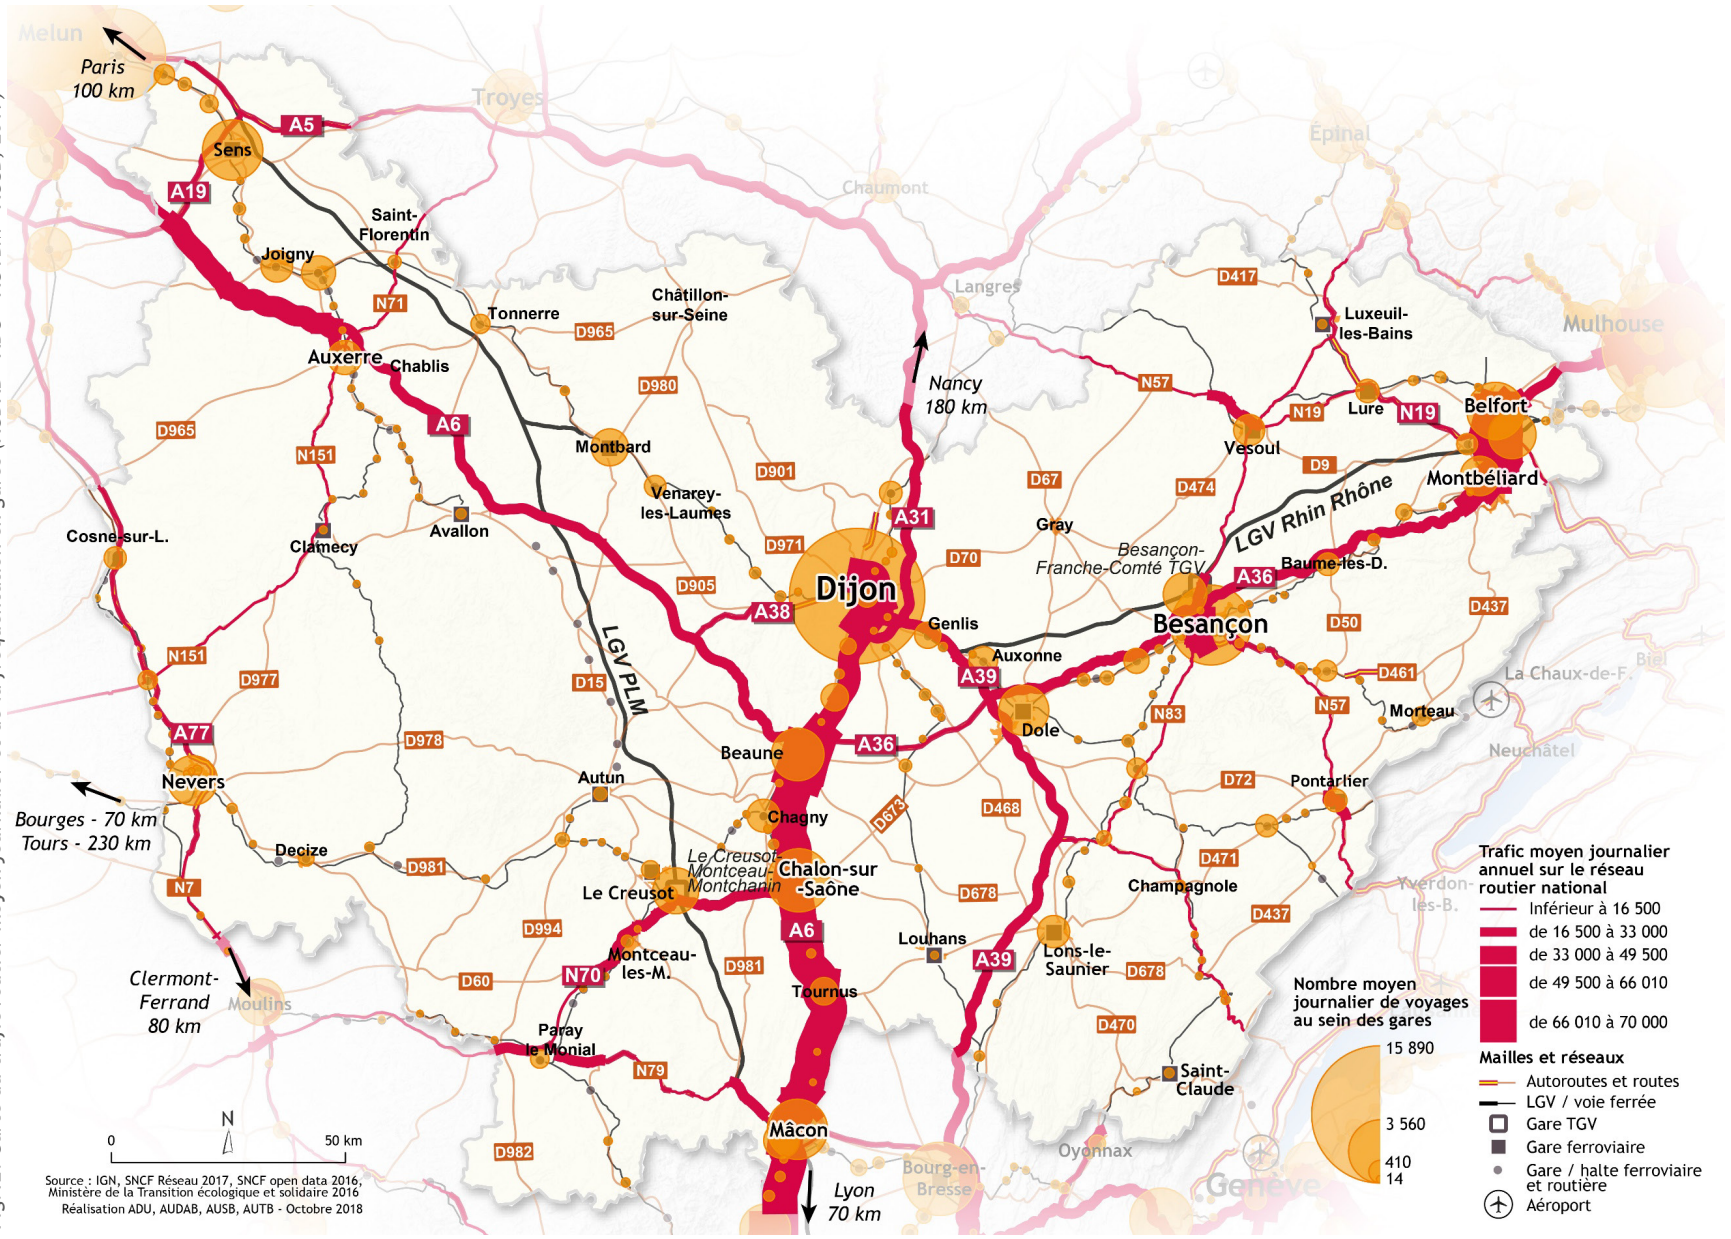 Melun
Paris
100 km
Troyes
A5
Sens
A19
Épinal
Chaumont
Saint-
Florentin
Joigny
N71
Langres
D417
Châtillon-
sur-Seine
Tonnerre
D965
Luxeuil-
les-Bains
Mulhouse
Auxerre
Chablis
D980
Nancy
180 km
N57
N19
Lure
N19
Belfort
D965
A6
Montbard
Vesoul
N151
D901
D67
D474
D9
Montbéliard
Venarey-
les-Laumes
LGV Rhin Rhône
A31
Cosne-sur-L.
Clamecy
Avallon
Gray
D971
D70
Besançon-
Franche-Comté TGV
A36
Baume-les-D.
D905
Dijon
A38
D437
Genlis
Besançon
D50
N151
LGV PLM
Auxonne
D977
D15
A39
D461
La Chaux-de-F.
Biel
N83
N57
Morteau
Dole
A77
D978
Beaune
A36
Neuchâtel
Nevers
Autun
D72
Pontarlier
Bourges - 70 km
Tours - 230 km
Chagny
D673
D468
Decize
D981
Le Creusot-
Montceau-
Montchanin
Chalon-sur
-Saône
D471
N7
Le Creusot
Champagnole
D678
Yverdon-
les-B.
D994
A6
D437
Louhans
Montceau-
les-M.
N70
D981
A39
Lons-le-
Saunier
D678
D60
Clermont-
Ferrand
80 km
Moulins
Tournus
D470
Paray
le Monial
N79
Saint-
Claude
Mâcon
D982
Oyonnax
Bourg-en-
Bresse
Genève
Lyon
70 km
N
0
50 km
Source : IGN, SNCF Réseau 2017, SNCF open data 2016,
Ministère de la Transition écologique et solidaire 2016
Réalisation ADU, AUDAB, AUSB, AUTB - Octobre 2018
Trafic moyen journalier
annuel sur le réseau
routier national
Inférieur à 16 500
de 16 500 à 33 000
de 33 000 à 49 500
de 49 500 à 66 010
de 66 010 à 70 000
Nombre moyen
journalier de voyages
au sein des gares
15 890
3 560
410
14
Mailles et réseaux
Autoroutes et routes
LGV / voie ferrée
Gare TGV
Gare ferroviaire
Gare / halte ferroviaire
et routière
Aéroport